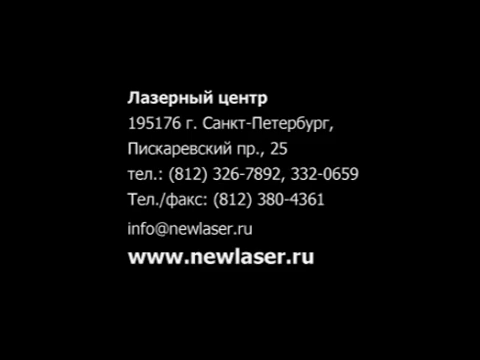 Лазерный центр
195176 г. Санкт-Петербург,
Пискаревский пр., 25
тел.: (812) 326-7892, 332-0659
Тел./факс: (812) 380-4361
info@newlaser.ru
www.newlaser.ru